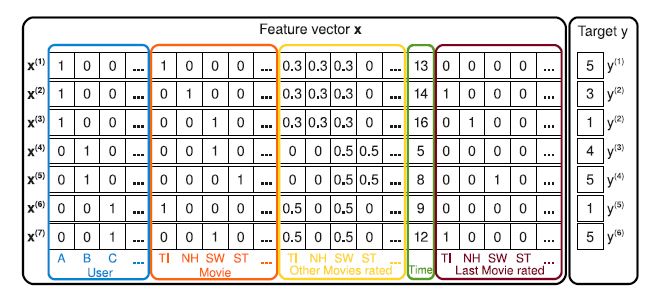 Feature vector x Target y
x(1) 1 0 0 ... 1 0 0 0 ... 0.3 0.3 0.3 0 ... 13 0 0 0 0 ... 5 y(1)
x(2) 1 0 0 ... 0 1 0 0 ... 0.3 0.3 0.3 0 ... 14 1 0 0 0 ... 3 y(2)
x(3) 1 0 0 ... 0 0 1 0 ... 0.3 0.3 0.3 0 ... 16 0 1 0 0 ... 1 y(2)
x(4) 0 1 0 ... 0 0 1 0 ... 0 0 0.5 0.5 ... 5 0 0 0 0 ... 4 y(3)
x(5) 0 1 0 ... 0 0 0 1 ... 0 0 0.5 0.5 ... 8 0 0 1 0 ... 5 y(4)
x(6) 0 0 1 ... 1 0 0 0 ... 0.5 0 0.5 0 ... 9 0 0 0 0 ... 1 y(5)
x(7) 0 0 1 ... 0 0 1 0 ... 0.5 0 0.5 0 ... 12 1 0 0 0 ... 5 y(6)
A B C ... TI NH SW ST ... TI NH SW ST ... TI NH SW ST ...
User Movie Other Movies rated Time Last Movie rated